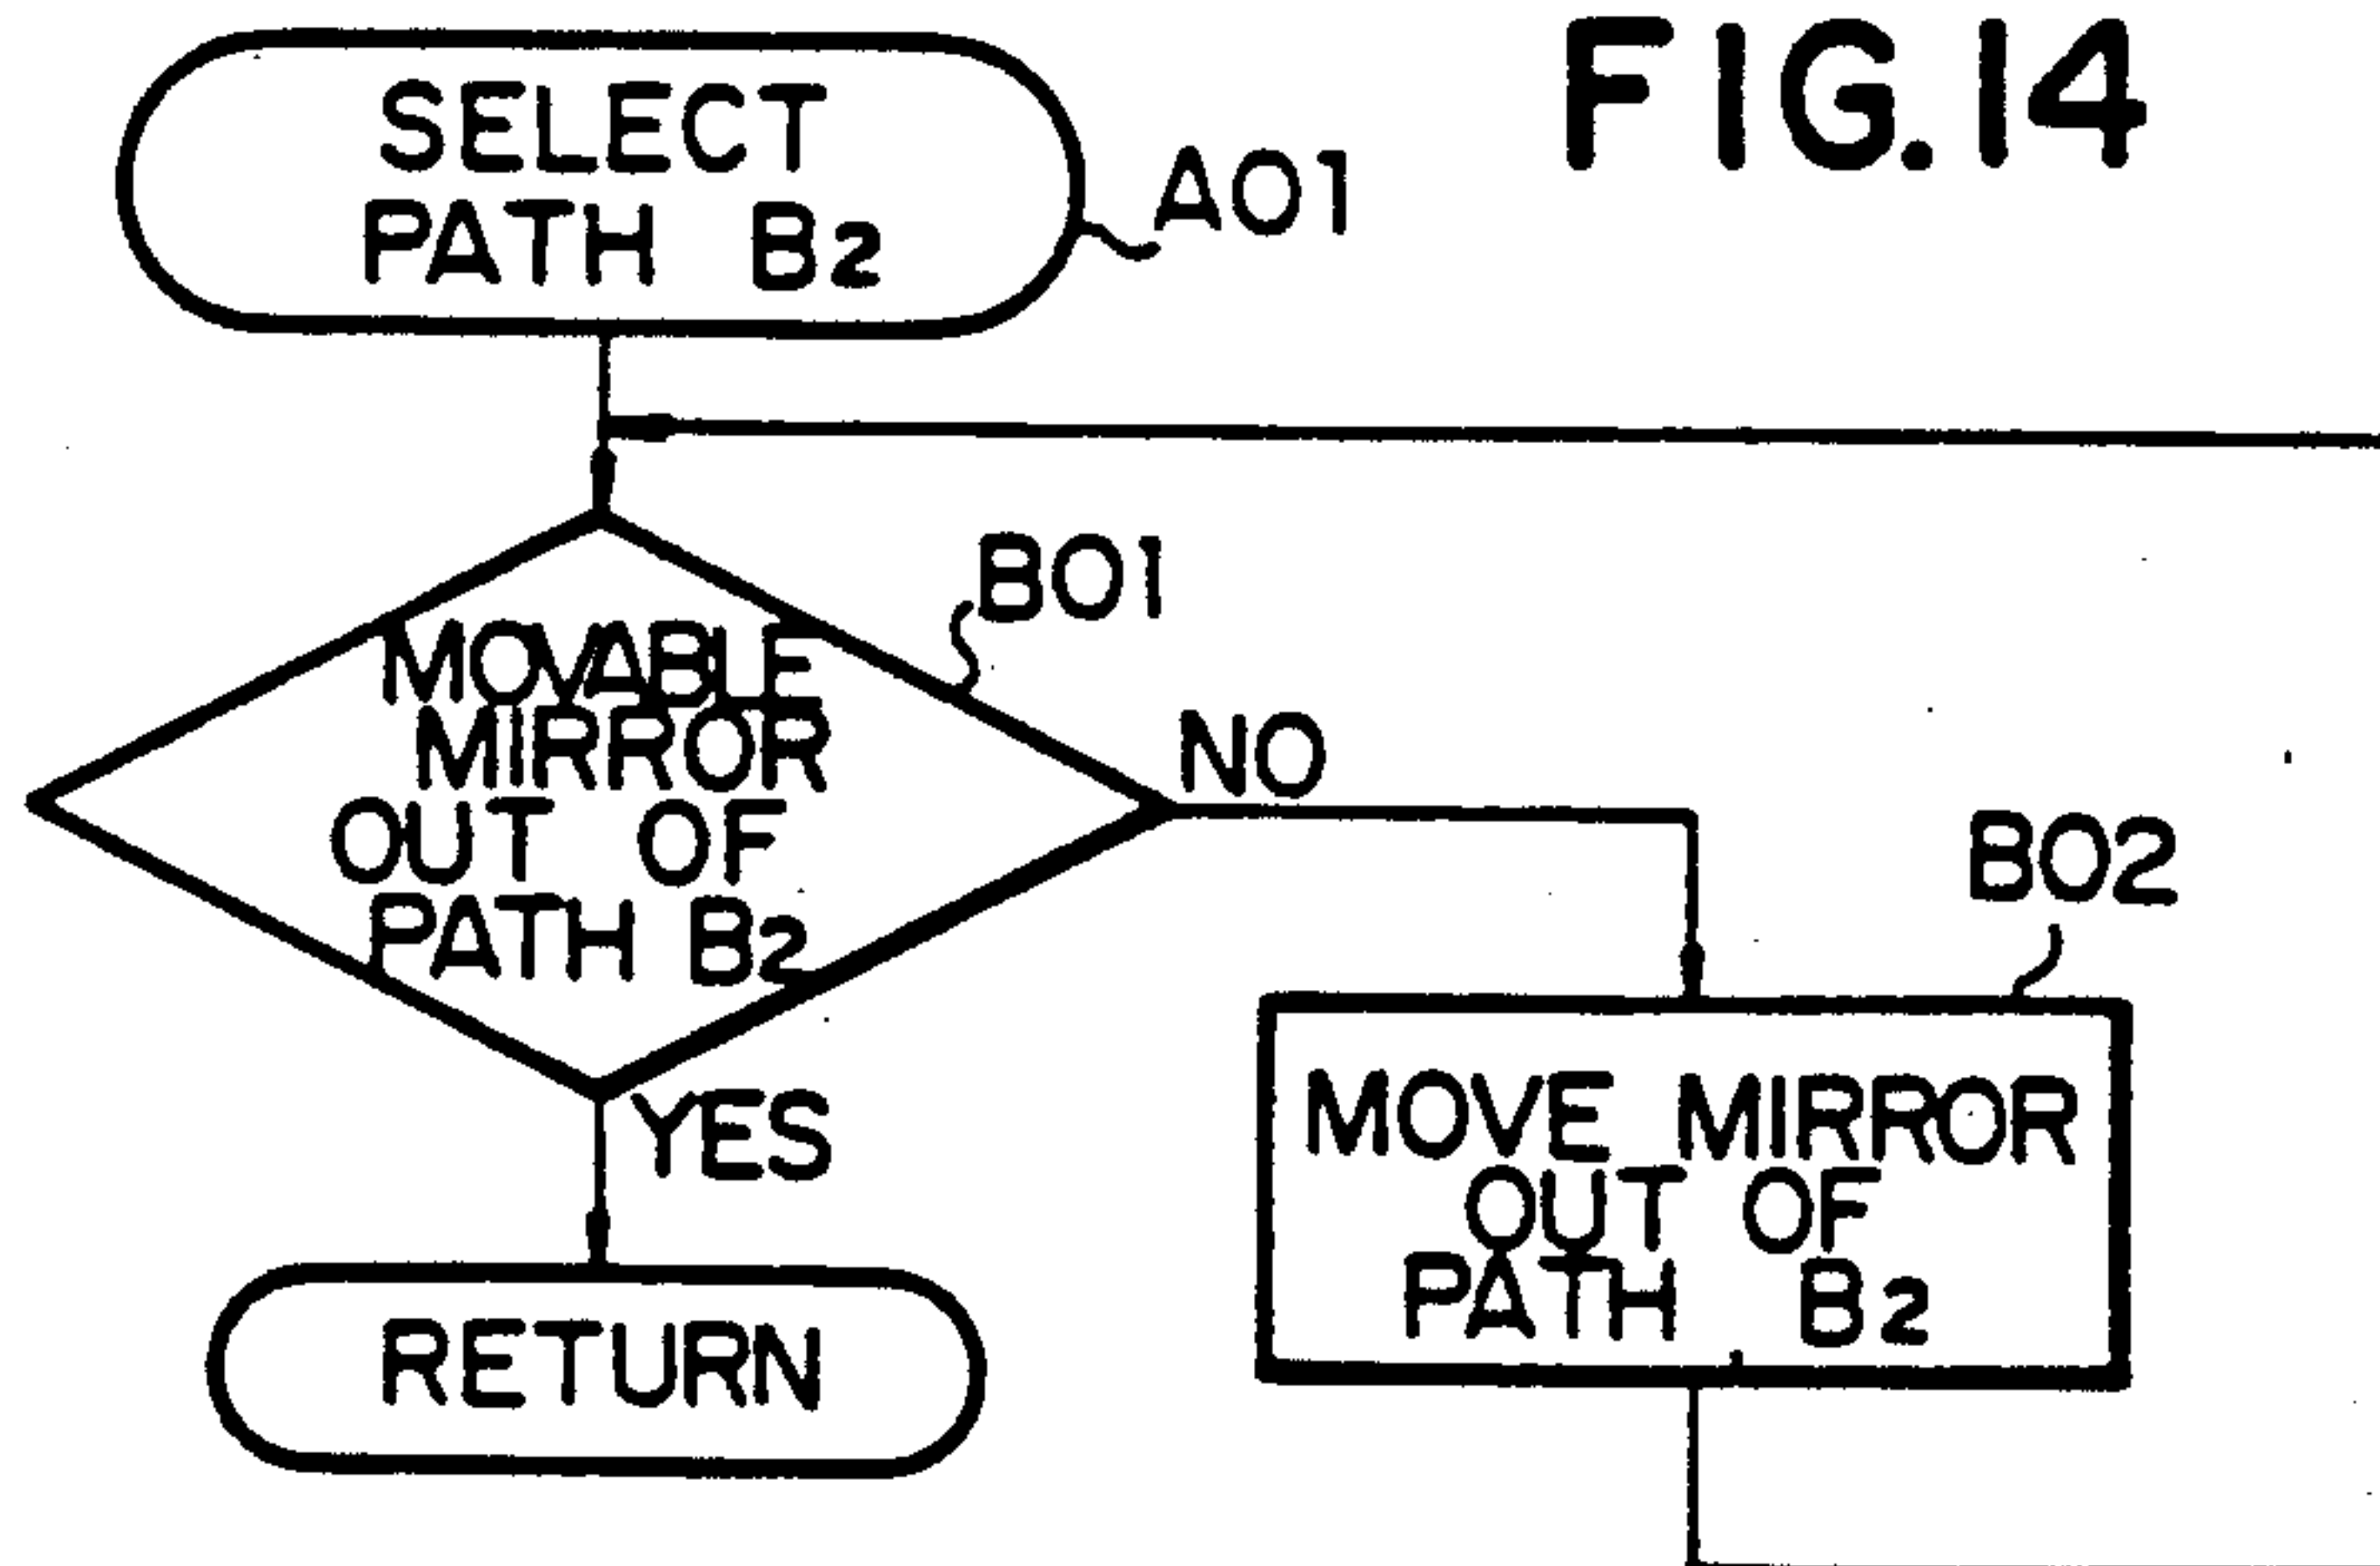 FIG.14
SELECT
PATH B2
A01
B01
MOVABLE
MIRROR
OUT OF
PATH B2
NO
B02
MOVE MIRROR
OUT OF
PATH B2
YES
RETURN